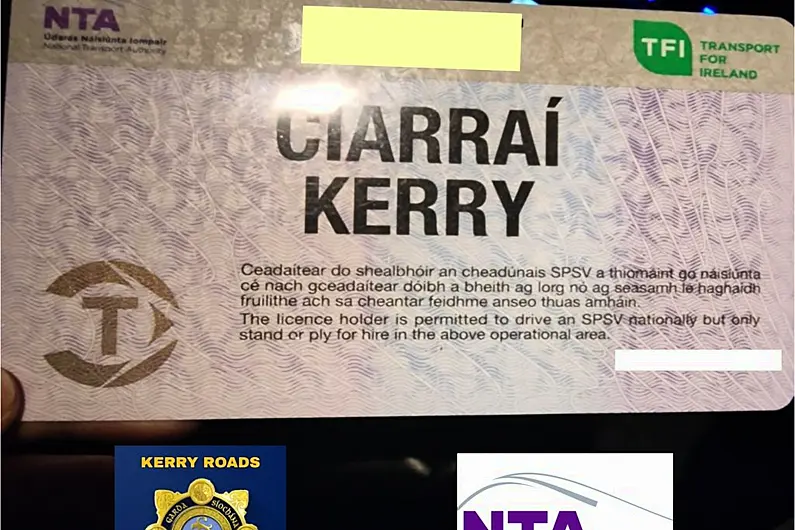 NTA
Údarás Náisiúnta Iompair
National Transport Authority
TFI
TRANSPORT
FOR
IRELAND
CIARRAÍ
KERRY
Ceadaítear do shealbhóir an cheadúnais SPSV a thiomáint go náisiúnta
cé nach gceadaítear dóibh a bheith ag lorg nó ag seasamh le haghaidh
fruilithe ach sa cheantar feidhme anseo thuas amháin.
The licence holder is permitted to drive an SPSV nationally but only
stand or ply for hire in the above operational area.
T
KERRY ROADS
GARDA SÍOCHÁNA
NTA